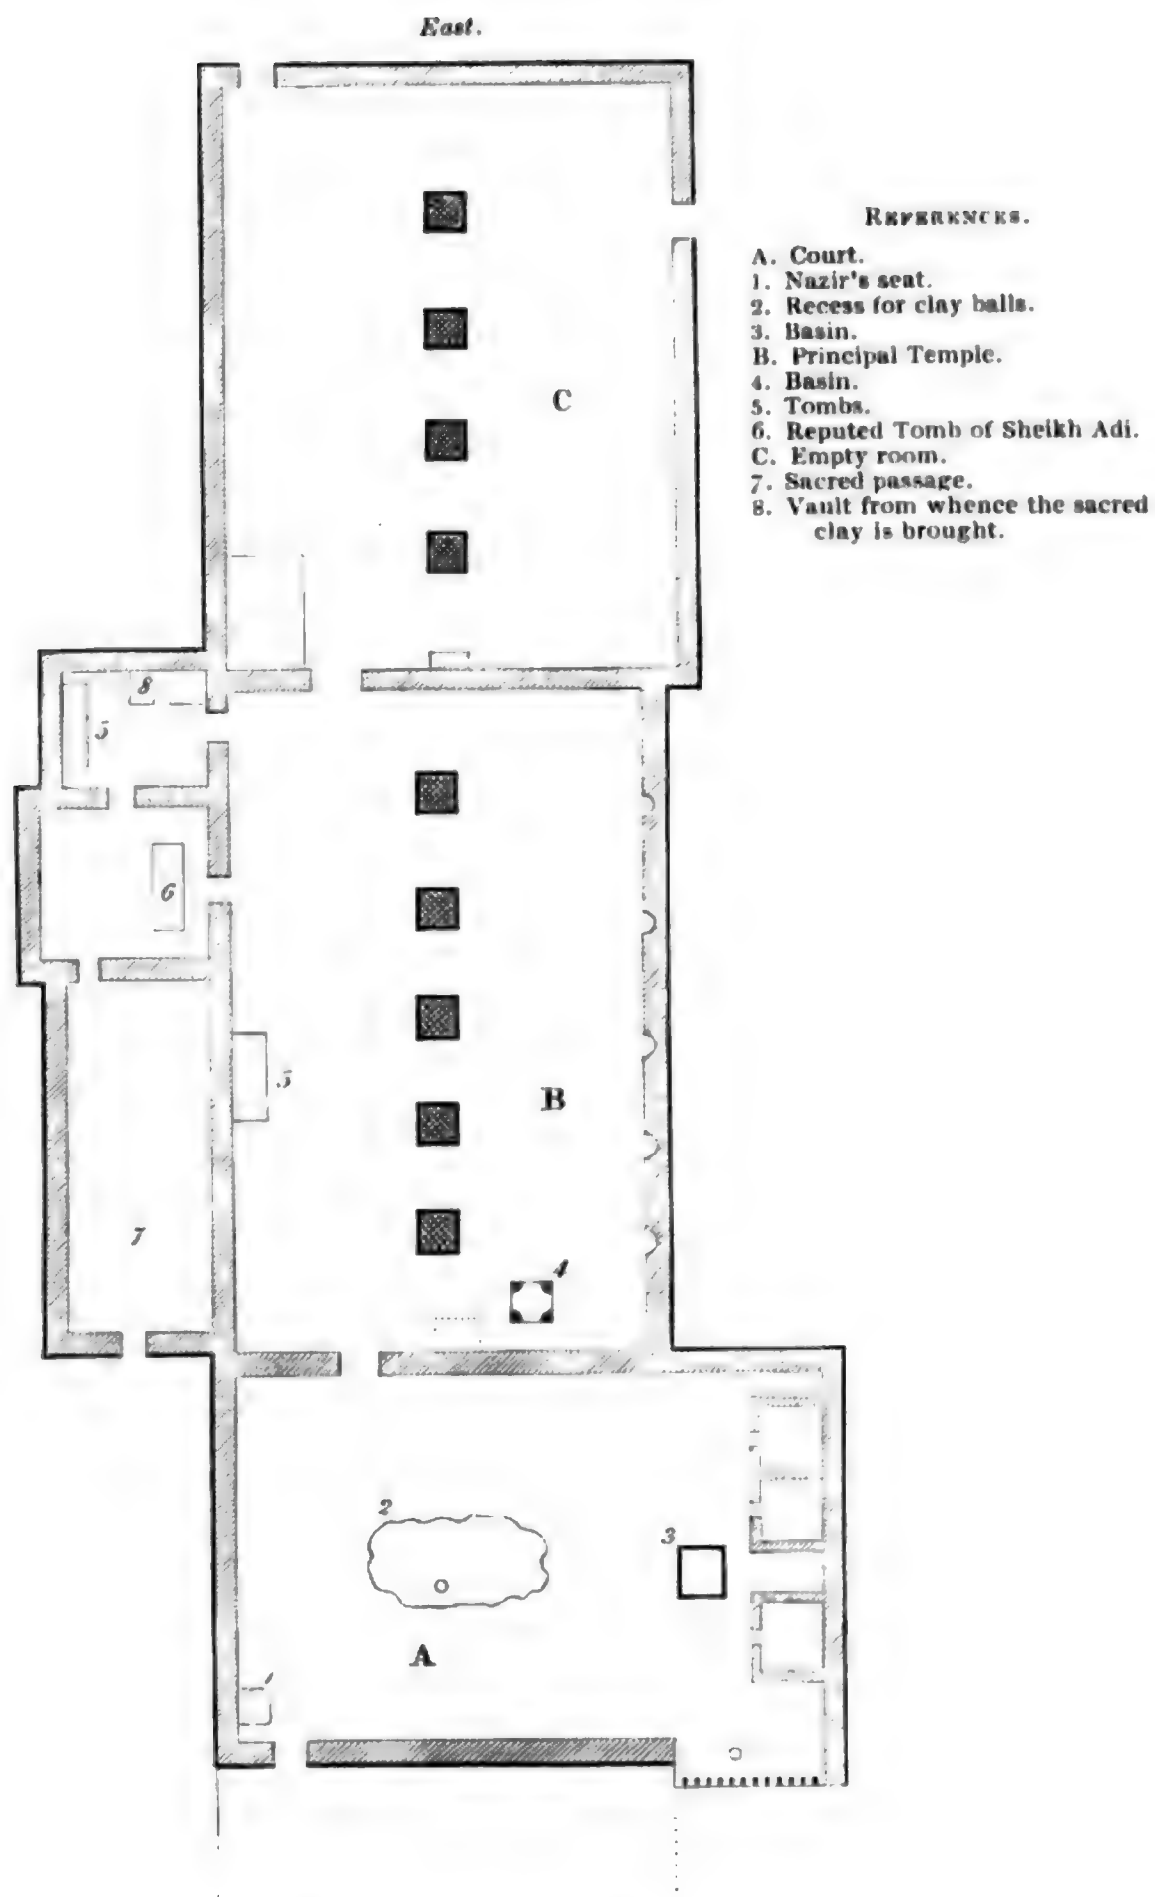 East.
REFERENCES.
A. Court.
1. Nazir's seat.
2. Recess for clay balls.
3. Basin.
B. Principal Temple.
4. Basin.
5. Tombs.
6. Reputed Tomb of Sheikh Adi.
C. Empty room.
7. Sacred passage.
8. Vault from whence the sacred
clay is brought.
C
8
5
6
5
B
7
4
2
3
A
1